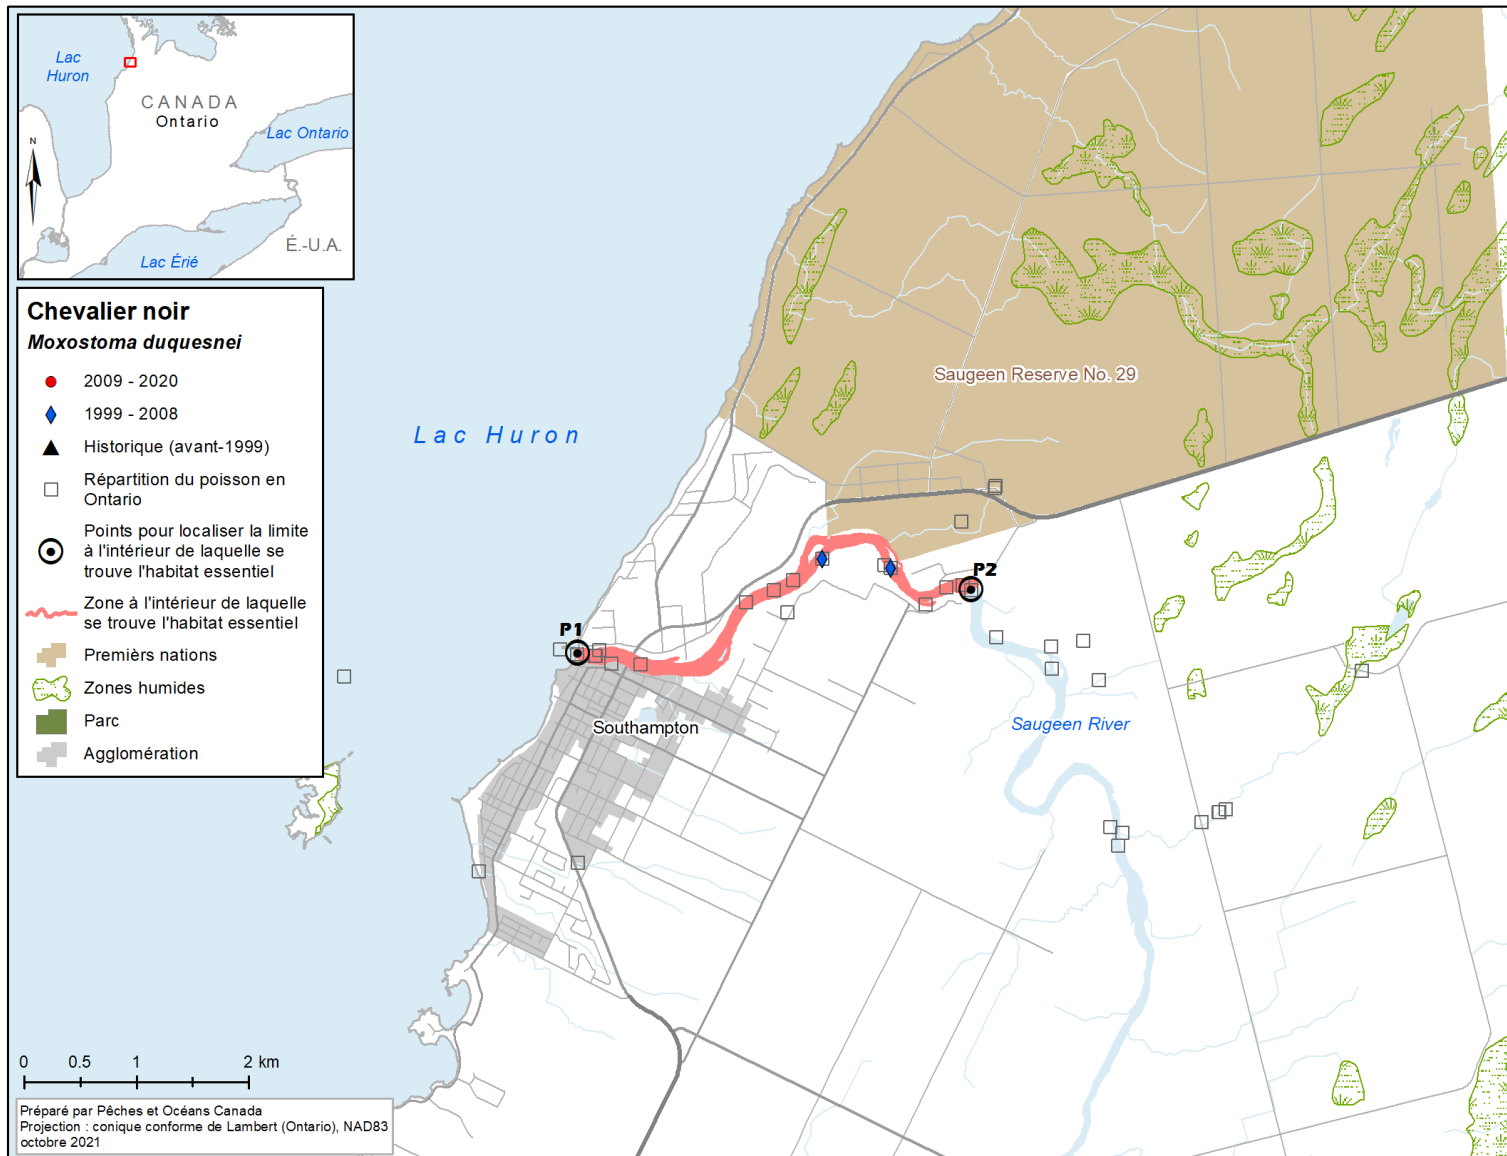 Lac
Huron
CANADA
Ontario
Lac Ontario
N
É.-U.A.
Lac Érié
Chevalier noir
Moxostoma duquesnei
2009 - 2020
1999 - 2008
Historique (avant-1999)
Répartition du poisson en
Ontario
Points pour localiser la limite
à l'intérieur de laquelle se
trouve l'habitat essentiel
Zone à l'intérieur de laquelle
se trouve l'habitat essentiel
Premièrs nations
Zones humides
Parc
Agglomération
Lac Huron
Saugeen Reserve No. 29
P2
P1
Southampton
Saugeen River
0 0.5 1 2 km
Préparé par Pêches et Océans Canada
Projection : conique conforme de Lambert (Ontario), NAD83
octobre 2021